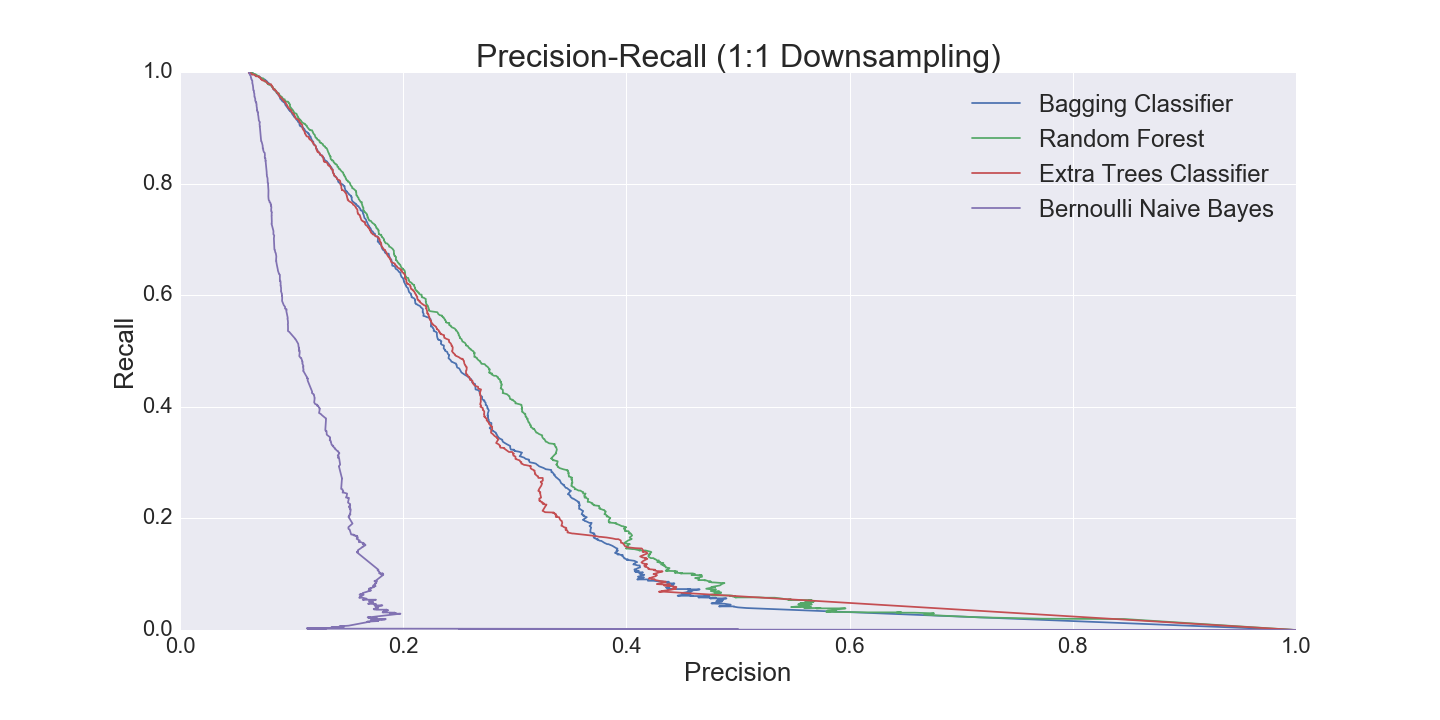 Precision-Recall (1:1 Downsampling)
1.0
0.8
0.6
0.4
0.2
0.0
Recall
Bagging Classifier
Random Forest
Extra Trees Classifier
Bernoulli Naive Bayes
0.0 0.2 0.4 0.6 0.8 1.0
Precision